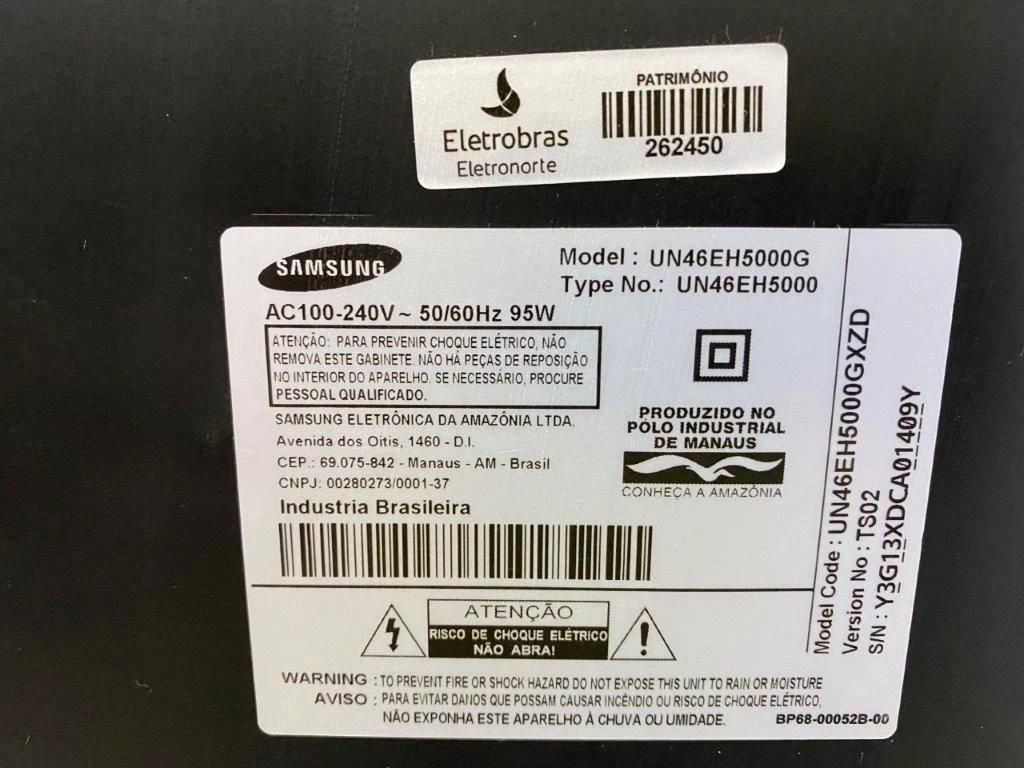 Eletrobras
Eletronorte
PATRIMÔNIO
262450
SAMSUNG
Model : UN46EH5000G
Type No.: UN46EH5000
AC100-240V~ 50/60Hz 95W
ATENÇÃO: PARA PREVENIR CHOQUE ELÉTRICO, NÃO
REMOVA ESTE GABINETE. NÃO HÁ PEÇAS DE REPOSIÇÃO
NO INTERIOR DO APARELHO. SE NECESSÁRIO, PROCURE
PESSOAL QUALIFICADO.
SAMSUNG ELETRÔNICA DA AMAZÔNIA LTDA.
Avenida dos Oitis, 1460 - D.I.
CEP.: 69.075-842 - Manaus - AM - Brasil
CNPJ: 00280273/0001-37
Industria Brasileira
PRODUZIDO NO
PÓLO INDUSTRIAL
DE MANAUS
CONHEÇA A AMAZÔNIA
Model Code : UN46EH5000GXZD
Version No : TS02
S/N : Y3G13XDCA01409Y
ATENÇÃO
RISCO DE CHOQUE ELÉTRICO
NÃO ABRA!
WARNING : TO PREVENT FIRE OR SHOCK HAZARD DO NOT EXPOSE THIS UNIT TO RAIN OR MOISTURE
AVISO : PARA EVITAR DANOS QUE POSSAM CAUSAR INCÊNDIO OU RISCO DE CHOQUE ELÉTRICO,
NÃO EXPONHA ESTE APARELHO À CHUVA OU UMIDADE.
BP68-00052B-00